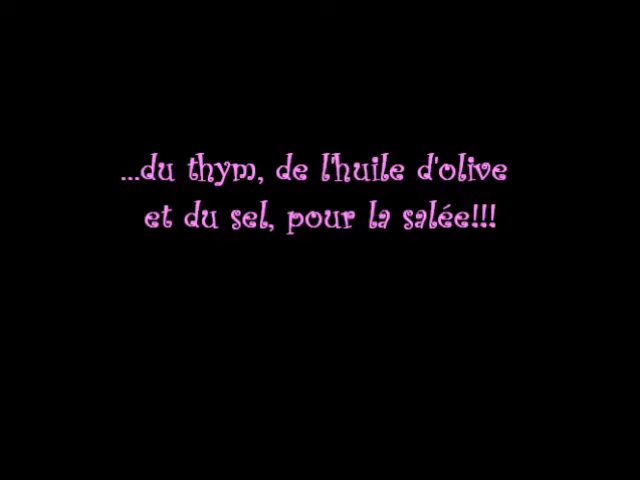 ...du thym, de l'huile d'olive
et du sel, pour la salée!!!